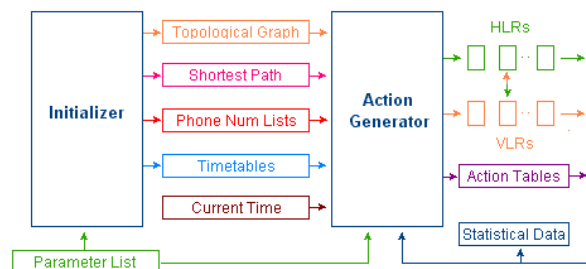 Topological Graph
HLRs
Shortest Path
Initializer
Phone Num Lists
Action
Generator
VLRs
Timetables
Action Tables
Current Time
Statistical Data
Parameter List